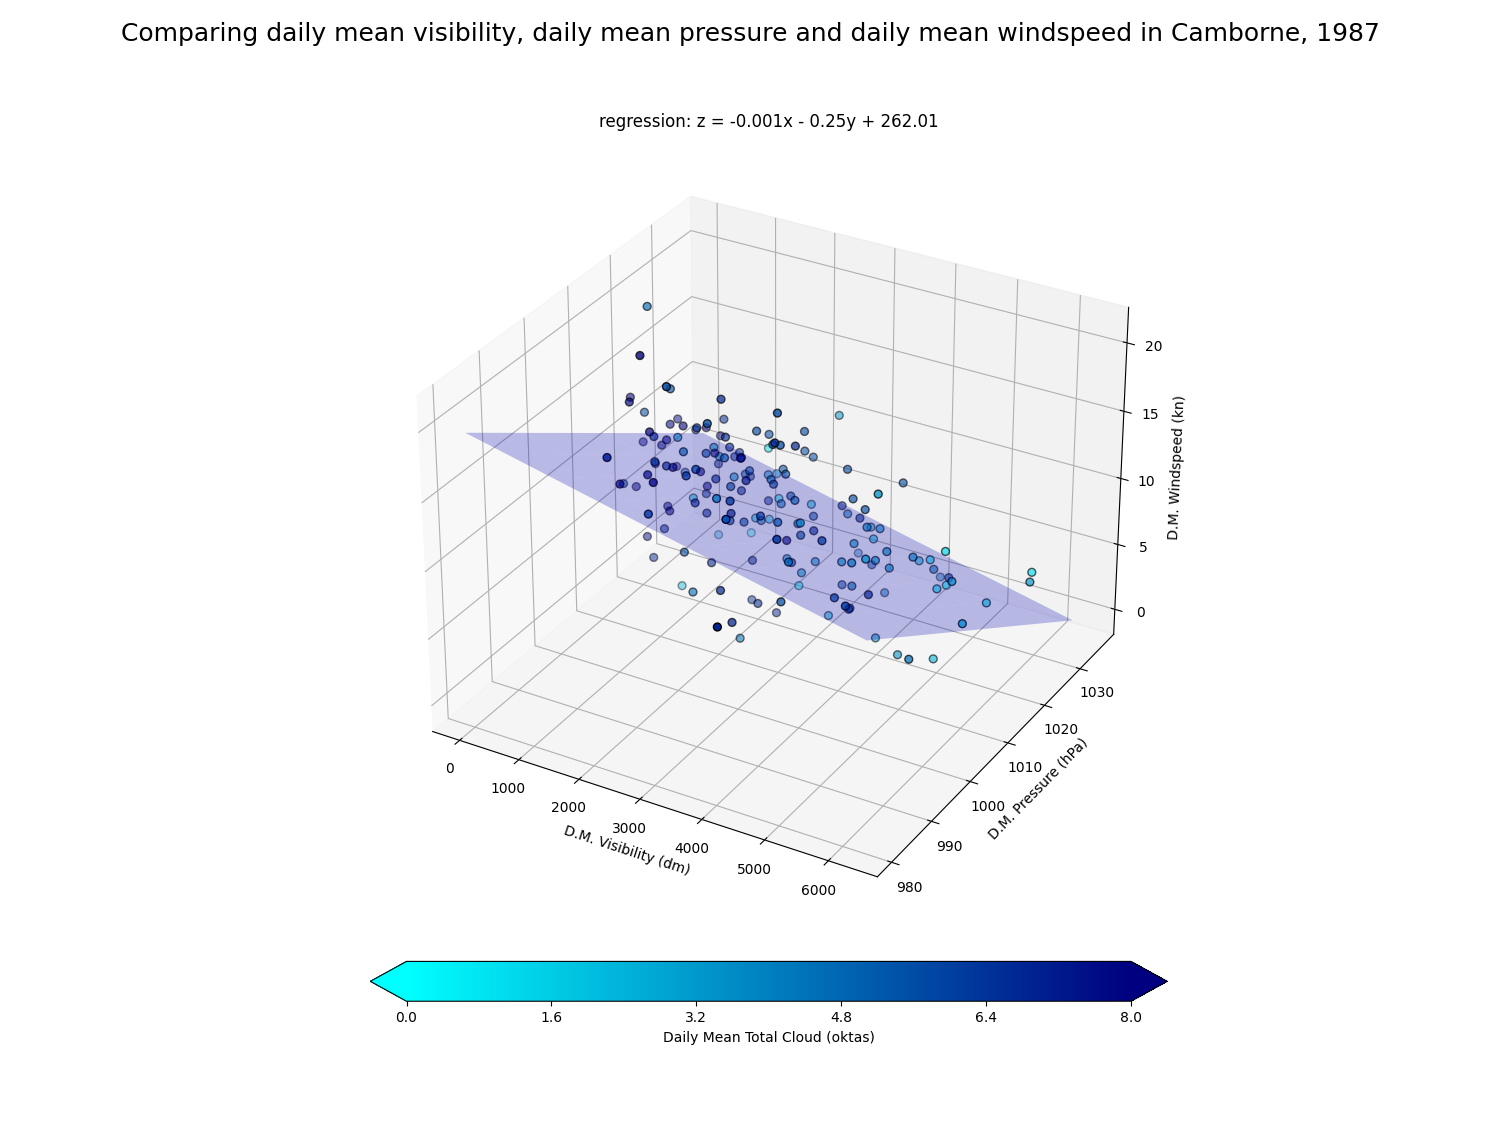 Comparing daily mean visibility, daily mean pressure and daily mean windspeed in Camborne, 1987
regression: z = -0.001x - 0.25y + 262.01
20
15
10
5
0
D.M. Windspeed (kn)
1030
1020
1010
1000
990
980
D.M. Pressure (hPa)
0
1000
2000
3000
4000
5000
6000
D.M. Visibility (dm)
0.0 1.6 3.2 4.8 6.4 8.0
Daily Mean Total Cloud (oktas)